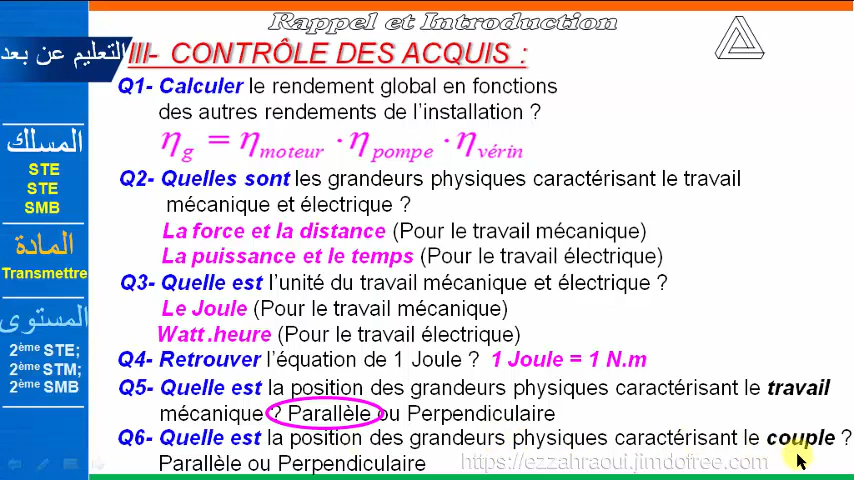 Rappel et Introduction
التعليم عن بعد
III- CONTRÔLE DES ACQUIS :
Q1- Calculer le rendement global en fonctions
des autres rendements de l'installation ?
η_g = η_moteur · η_pompe · η_vérin
Q2- Quelles sont les grandeurs physiques caractérisant le travail
mécanique et électrique ?
La force et la distance (Pour le travail mécanique)
La puissance et le temps (Pour le travail électrique)
Q3- Quelle est l'unité du travail mécanique et électrique ?
Le Joule (Pour le travail mécanique)
Watt.heure (Pour le travail électrique)
Q4- Retrouver l'équation de 1 Joule ? 1 Joule = 1 N.m
Q5- Quelle est la position des grandeurs physiques caractérisant le travail
mécanique ? Parallèle ou Perpendiculaire
Q6- Quelle est la position des grandeurs physiques caractérisant le couple ?
Parallèle ou Perpendiculaire
https://ezzahraoui.jimdofree.com
المسلك
STE
STE
SMB
المادة
Transmettre
المستوى
2ème STE;
2ème STM;
2ème SMB